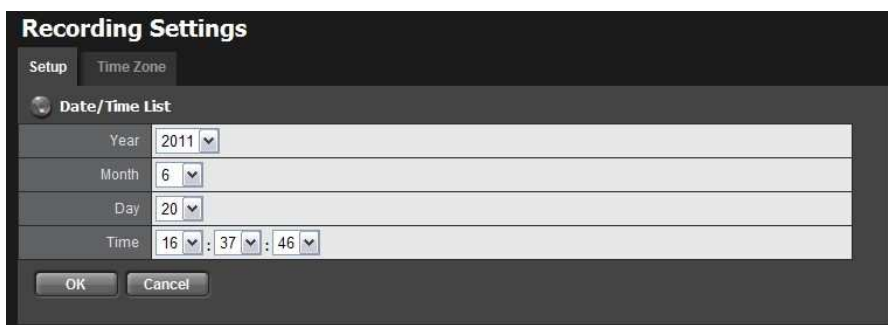 Recording Settings
Setup Time Zone
Date/Time List
Year 2011
Month 6
Day 20
Time 16 : 37 : 46
OK Cancel